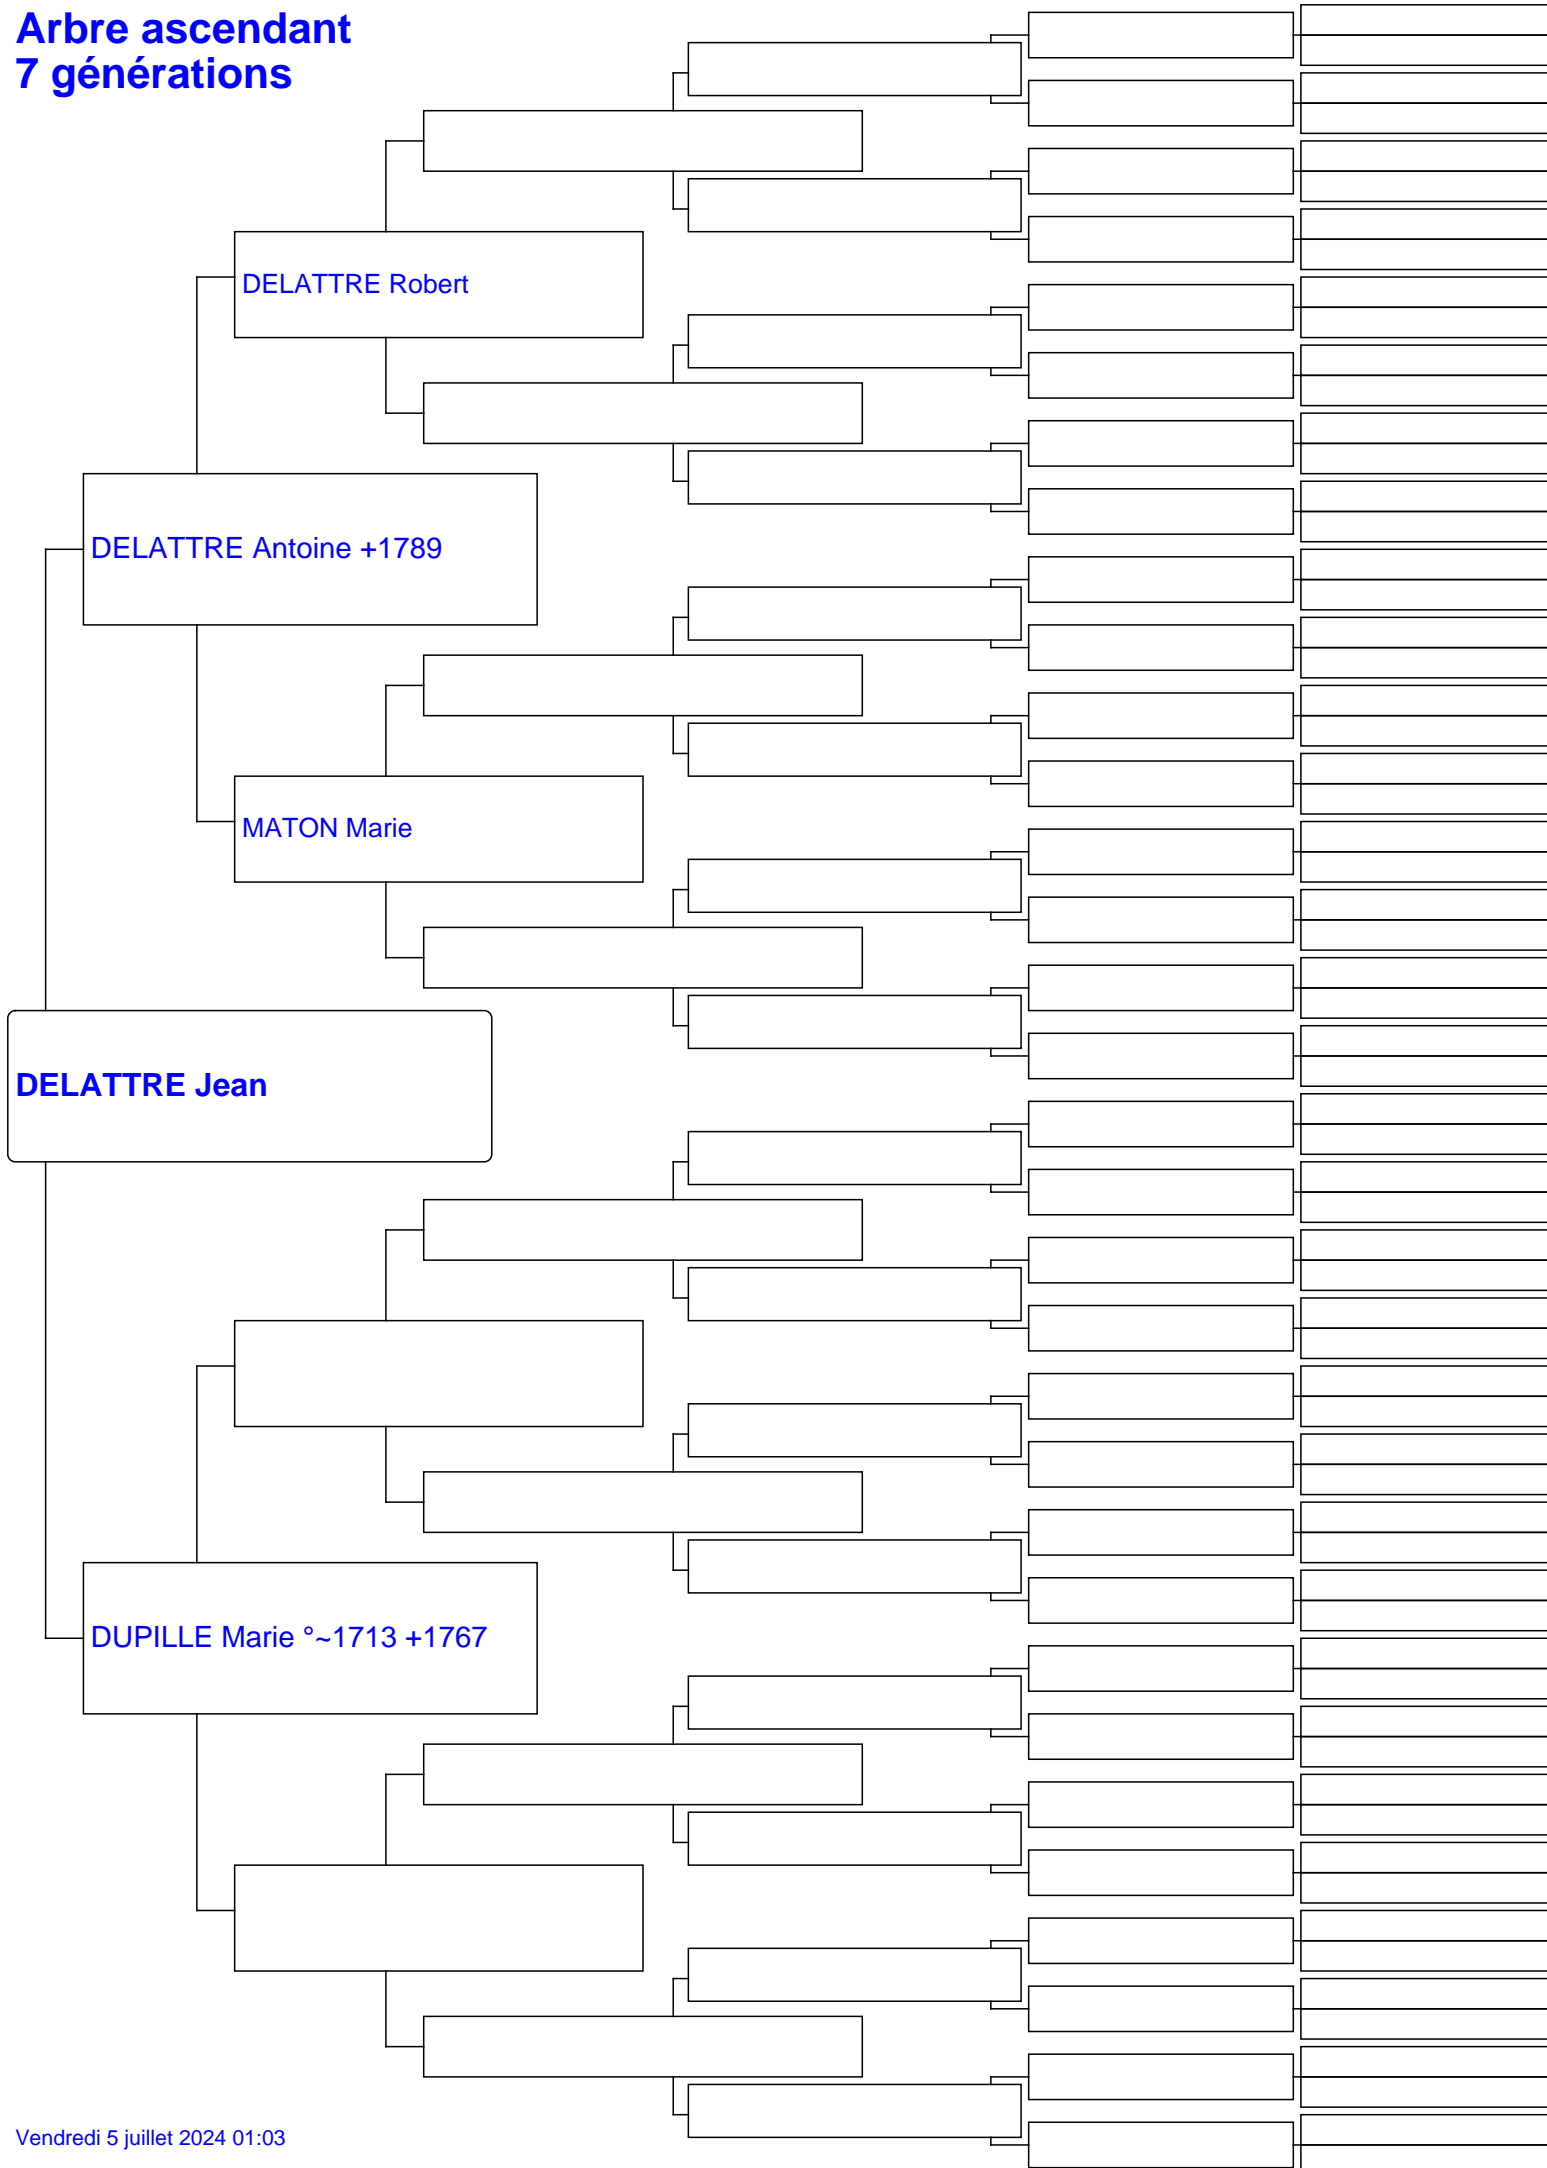 Arbre ascendant
7 générations
DELATTRE Robert
DELATTRE Antoine +1789
MATON Marie
DELATTRE Jean
DUPILLE Marie °~1713 +1767
Vendredi 5 juillet 2024 01:03